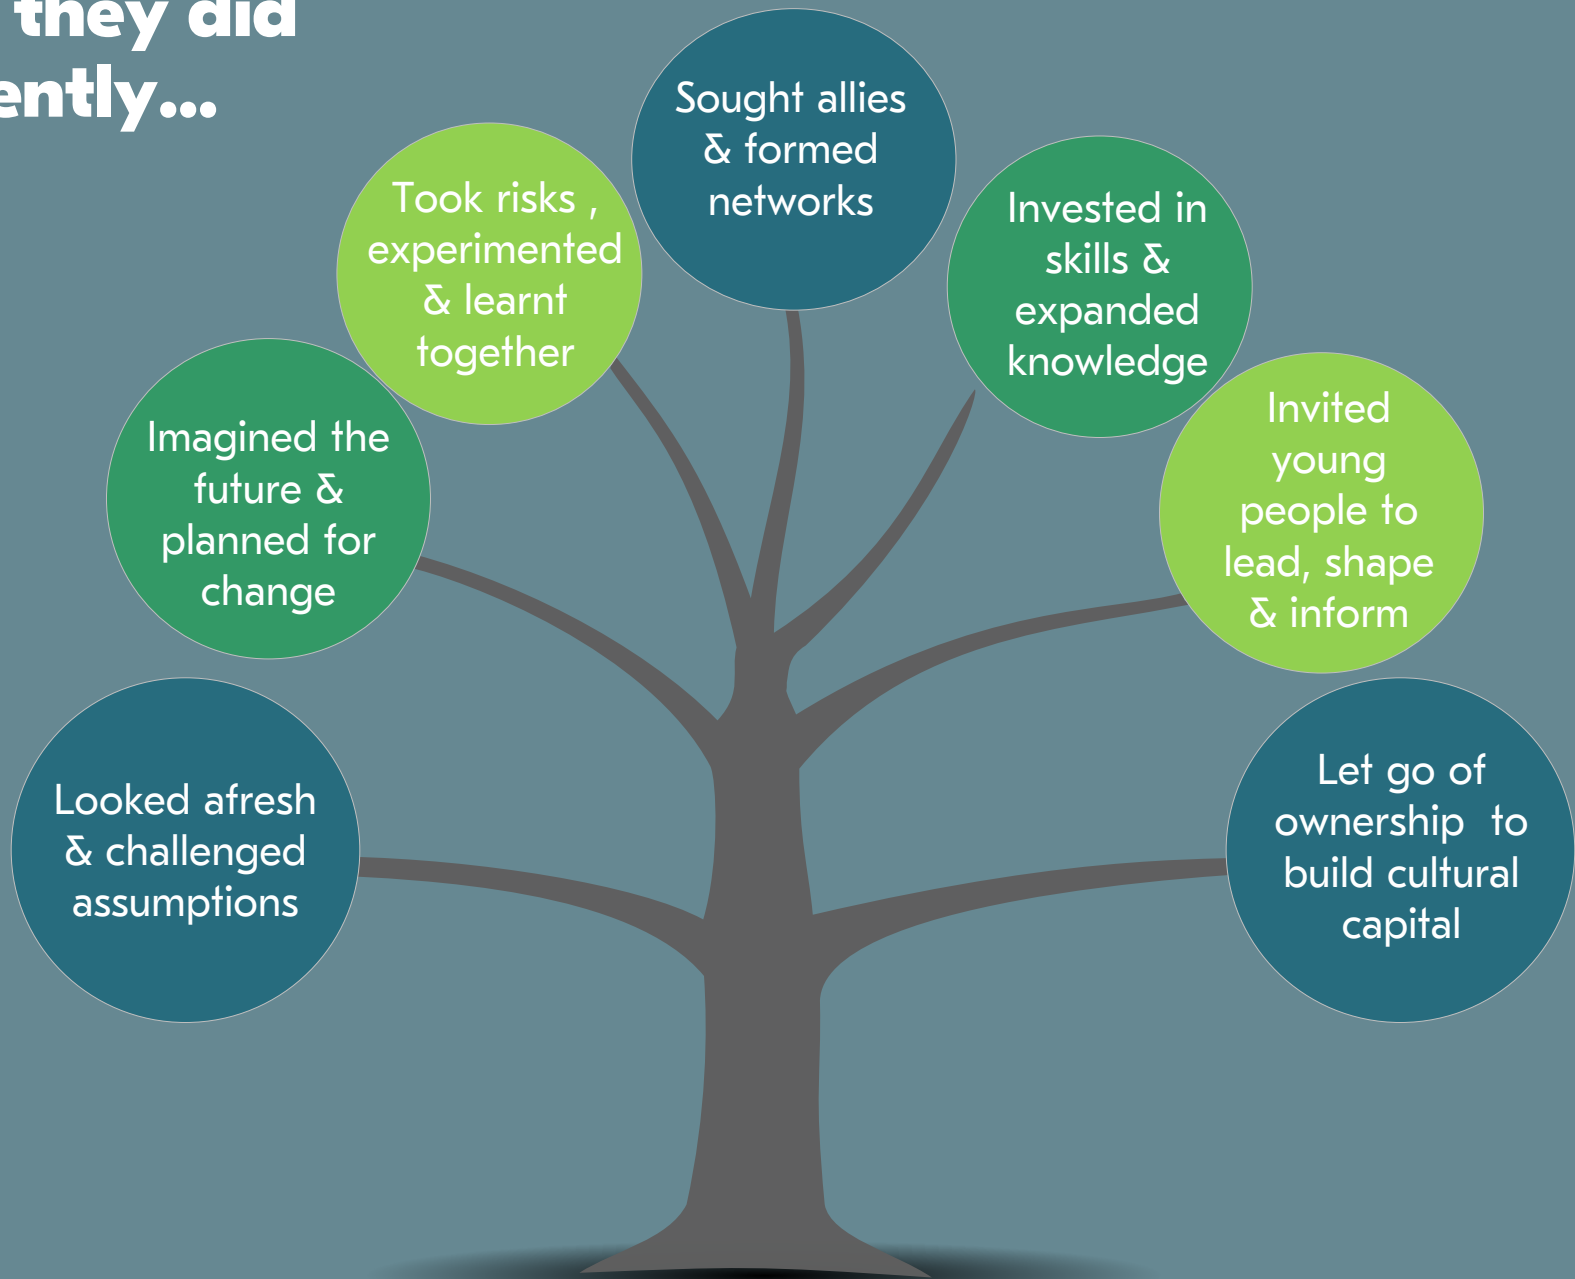 they did
ently...
Sought allies
& formed
networks
Took risks ,
experimented
& learnt
together
Invested in
skills &
expanded
knowledge
Imagined the
future &
planned for
change
Invited
young
people to
lead, shape
& inform
Looked afresh
& challenged
assumptions
Let go of
ownership  to
build cultural
capital